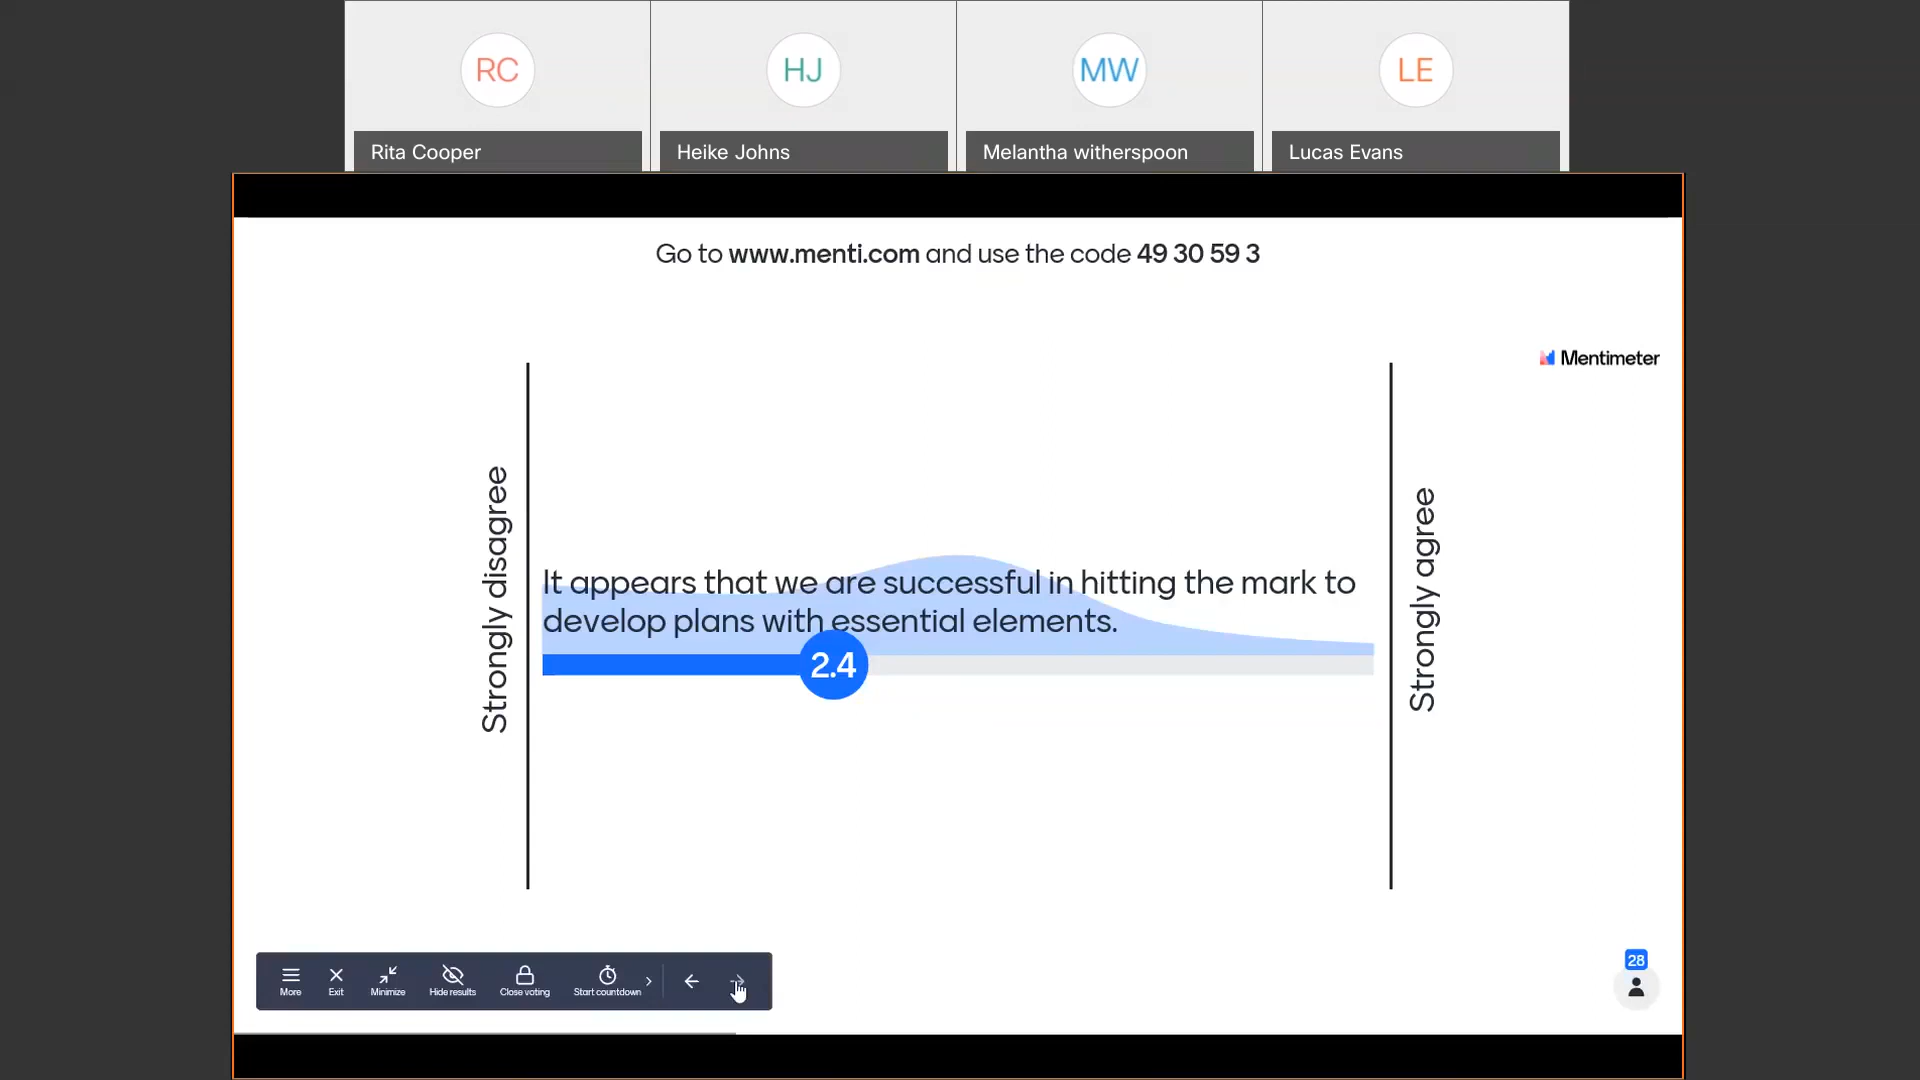 RC
HJ
MW
LE
Rita Cooper
Heike Johns
Melantha witherspoon
Lucas Evans
Go to www.menti.com and use the code 49 30 59 3
Mentimeter
Strongly disagree
It appears that we are successful in hitting the mark to
develop plans with essential elements.
2.4
Strongly agree
More
Exit
Minimize
Hide results
Close voting
Start countdown
28